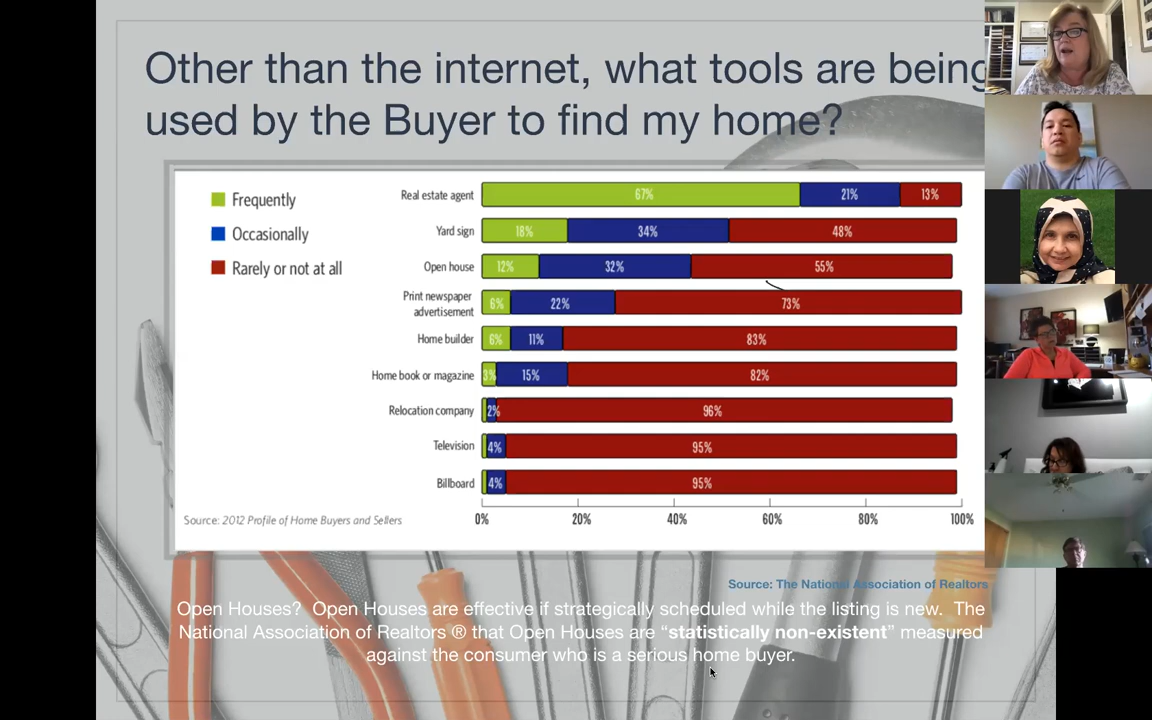 Other than the internet, what tools are being
used by the Buyer to find my home?
Frequently
Occasionally
Rarely or not at all
Real estate agent 67% 21% 13%
Yard sign 18% 34% 48%
Open house 12% 32% 55%
Print newspaper
advertisement 6% 22% 73%
Home builder 6% 11% 83%
Home book or magazine 3% 15% 82%
Relocation company 2% 96%
Television 4% 95%
Billboard 4% 95%
0% 20% 40% 60% 80% 100%
Source: 2012 Profile of Home Buyers and Sellers
Source: The National Association of Realtors
Open Houses? Open Houses are effective if strategically scheduled while the listing is new. The
National Association of Realtors ® that Open Houses are “statistically non-existent” measured
against the consumer who is a serious home buyer.